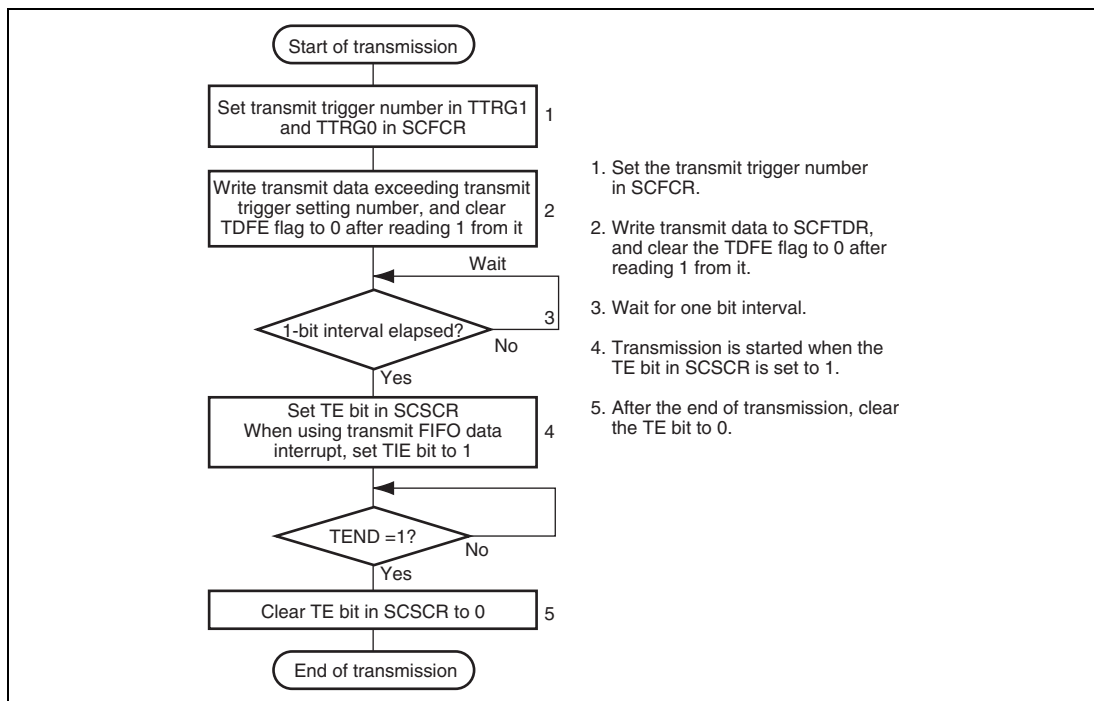 Start of transmission
Set transmit trigger number in TTRG1
and TTRG0 in SCFCR
1
Write transmit data exceeding transmit
trigger setting number, and clear
TDFE flag to 0 after reading 1 from it
2
Wait
1-bit interval elapsed?
3
No
Yes
Set TE bit in SCSCR
When using transmit FIFO data
interrupt, set TIE bit to 1
4
TEND =1?
No
Yes
Clear TE bit in SCSCR to 0
5
End of transmission
1. Set the transmit trigger number
in SCFCR.
2. Write transmit data to SCFTDR,
and clear the TDFE flag to 0 after
reading 1 from it.
3. Wait for one bit interval.
4. Transmission is started when the
TE bit in SCSCR is set to 1.
5. After the end of transmission, clear
the TE bit to 0.